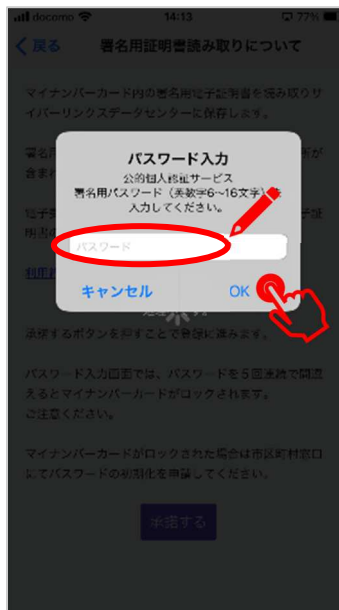 docomo 14:13 77%
戻る 署名用証明書読み取りについて
マイナンバーカード内の署名用電子証明書を読み取りサ
イバーリンクスデータセンターに保存します。
署名用
含まれ
パスワード入力
公的個人認証サービス
署名用パスワード（英数字6~16文字）を
入力してください。
パスワード
キャンセル OK
承諾するボタンを押すことで登録に進みます。
パスワード入力画面では、パスワードを5回連続で間違
えるとマイナンバーカードがロックされます。
ご注意ください。
マイナンバーカードがロックされた場合は市区町村窓口
にてパスワードの初期化を申請してください。
承諾する